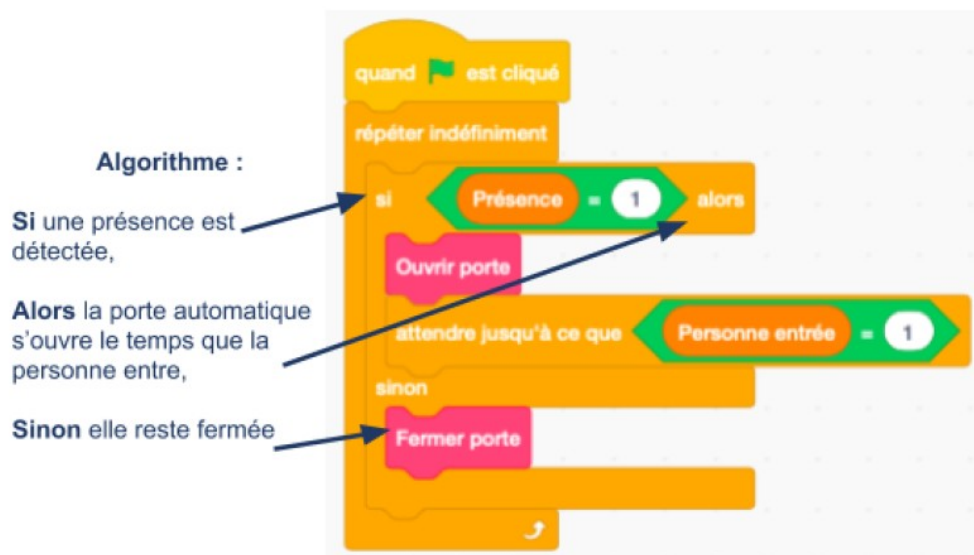 quand est cliqué
répéter indéfiniment
Algorithme :
si Présence = 1 alors
Si une présence est
détectée,
Ouvrir porte
Alors la porte automatique
s'ouvre le temps que la
personne entre,
attendre jusqu'à ce que Personne entrée = 1
sinon
Sinon elle reste fermée
Fermer porte